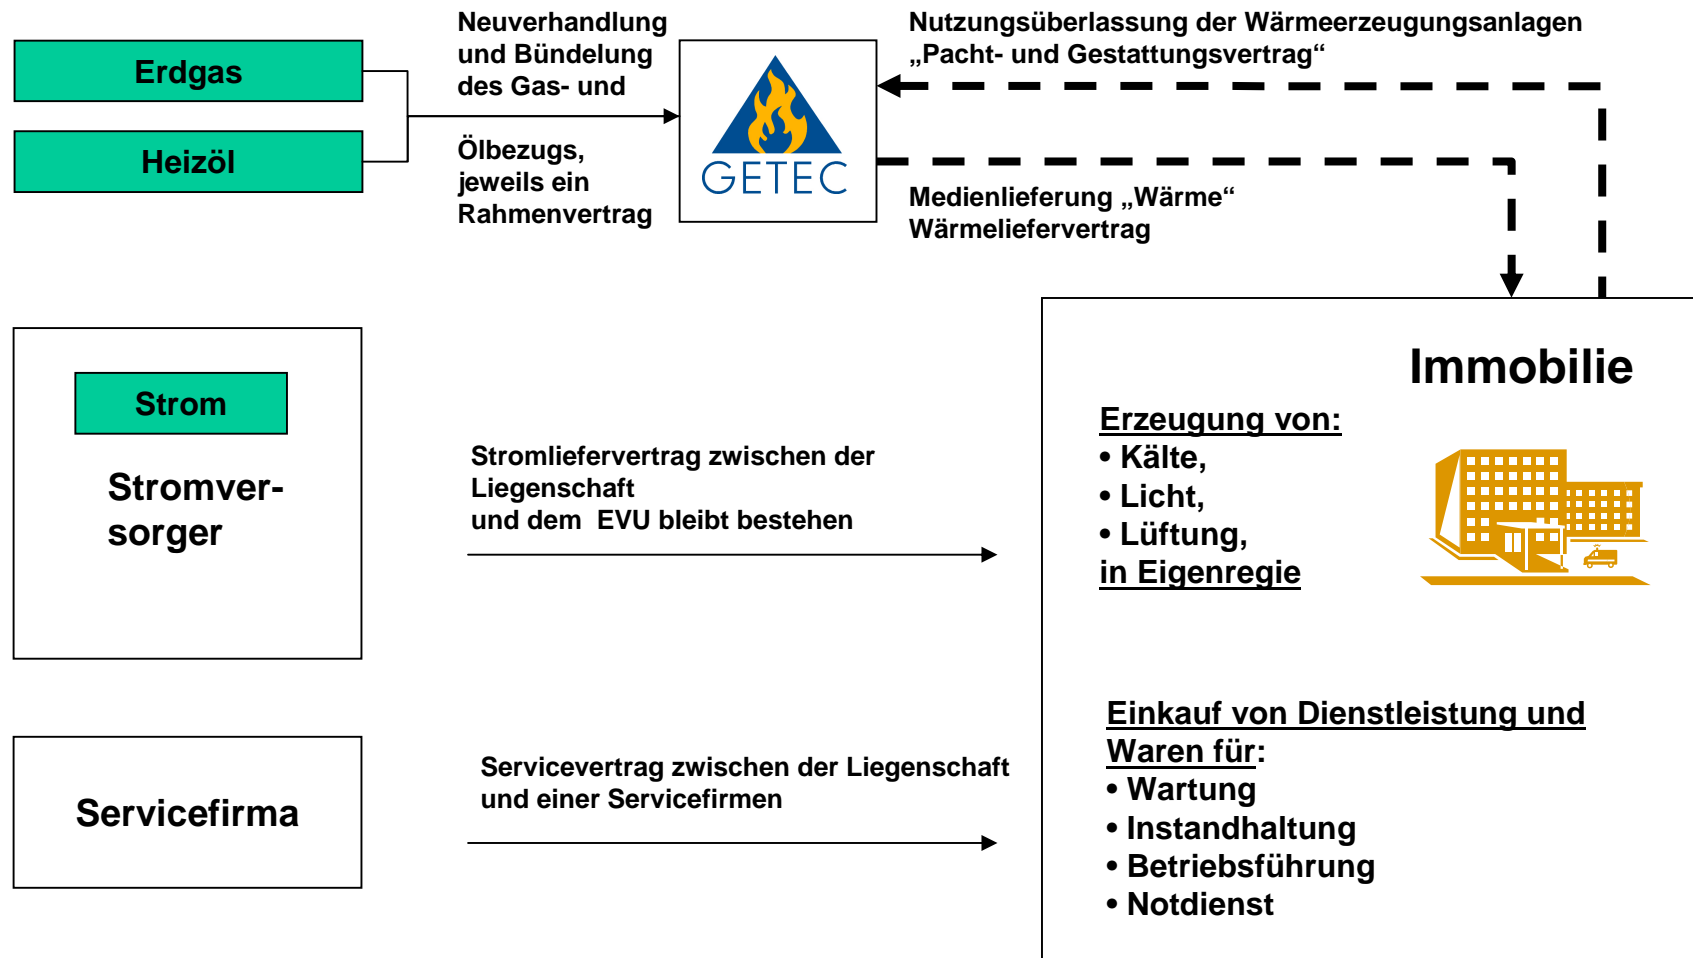 Erdgas
Heizöl
Neuverhandlung
und Bündelung
des Gas- und
Ölbezugs,
jeweils ein
Rahmenvertrag
GETEC
Nutzungsüberlassung der Wärmeerzeugungsanlagen
„Pacht- und Gestattungsvertrag“
Medienlieferung „Wärme“
Wärmeliefervertrag
Strom
Stromver-
sorger
Stromliefervertrag zwischen der
Liegenschaft
und dem EVU bleibt bestehen
Servicefirma
Servicevertrag zwischen der Liegenschaft
und einer Servicefirmen
Immobilie
Erzeugung von:
• Kälte,
• Licht,
• Lüftung,
in Eigenregie
Einkauf von Dienstleistung und
Waren für:
• Wartung
• Instandhaltung
• Betriebsführung
• Notdienst